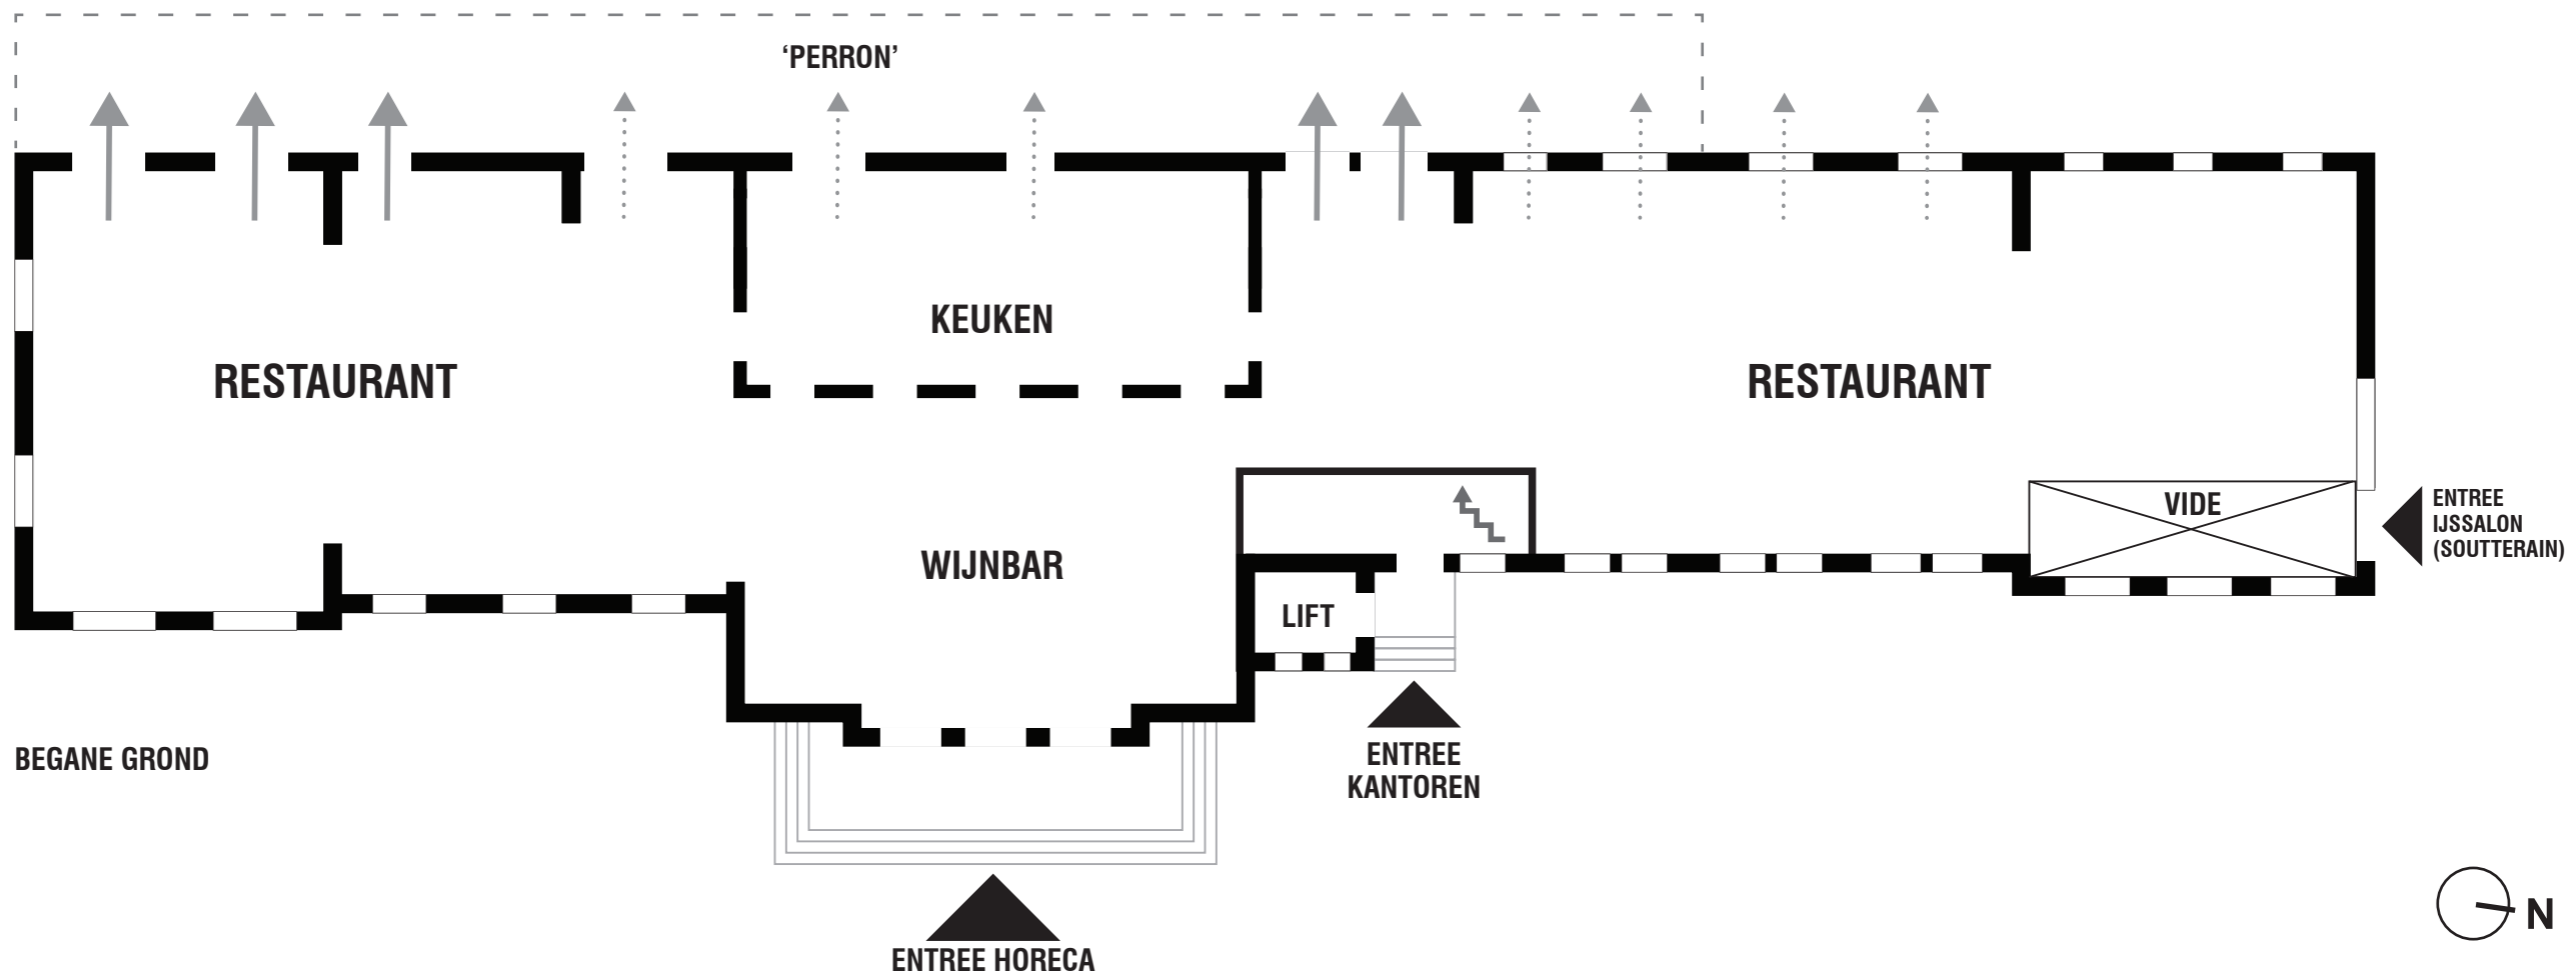 ‘PERRON’
KEUKEN
RESTAURANT
RESTAURANT
VIDE
ENTREE
IJSSALON
(SOUTTERAIN)
WIJNBAR
LIFT
ENTREE
KANTOREN
BEGANE GROND
ENTREE HORECA
N